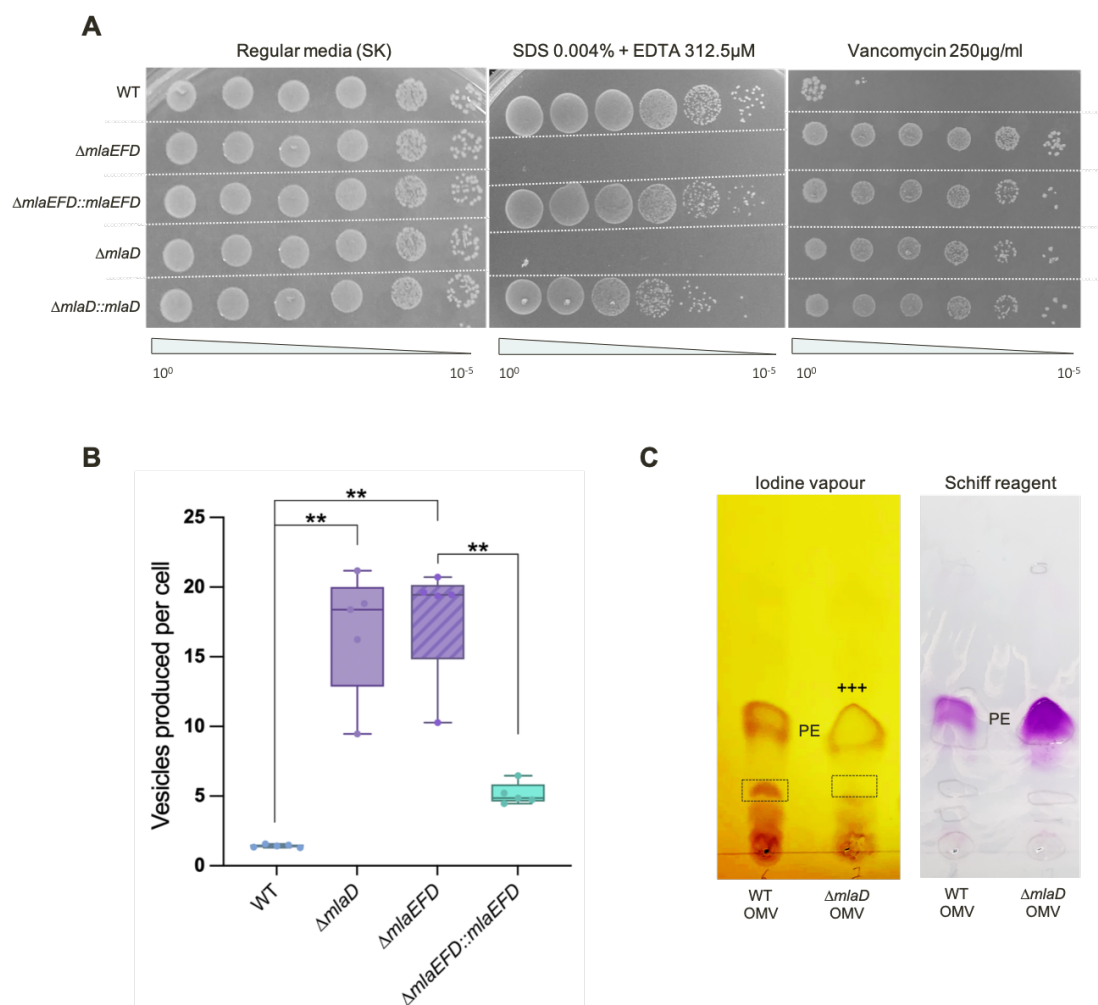 A
Regular media (SK)
SDS 0.004% + EDTA 312.5µM
Vancomycin 250µg/ml
WT
ΔmlaEFD
ΔmlaEFD::mlaEFD
ΔmlaD
ΔmlaD::mlaD
10⁰
10⁻⁵
10⁰
10⁻⁵
10⁰
10⁻⁵
B
Vesicles produced per cell
25
20
15
10
5
0
**
**
**
WT
ΔmlaD
ΔmlaEFD
ΔmlaEFD::mlaEFD
C
Iodine vapour
Schiff reagent
+++
PE
PE
WT
OMV
ΔmlaD
OMV
WT
OMV
ΔmlaD
OMV